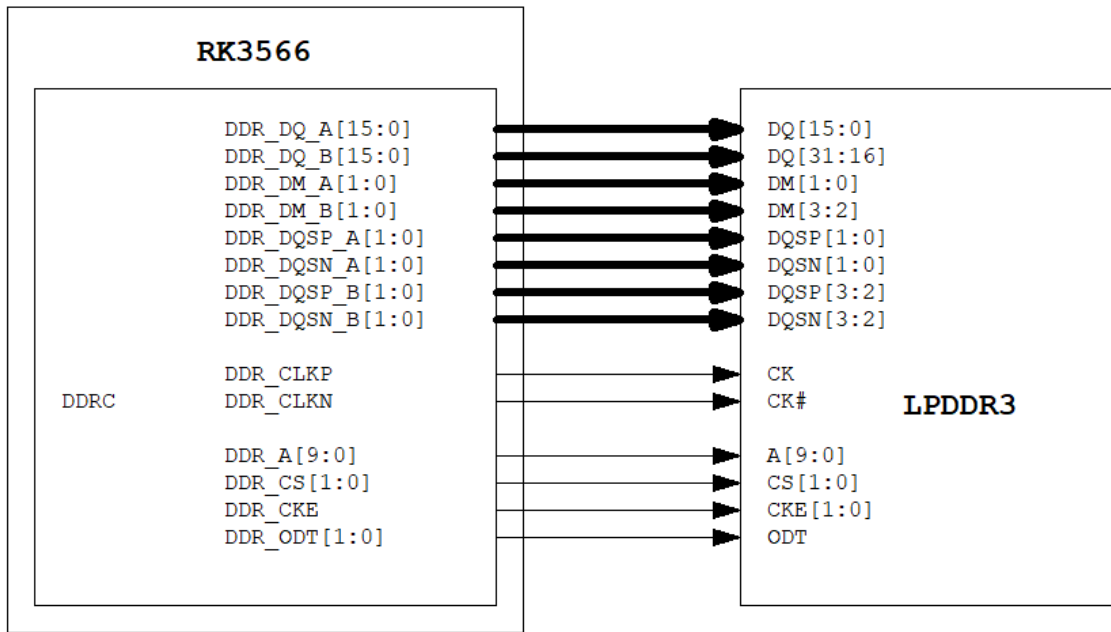 RK3566
DDR_DQ_A[15:0] DQ[15:0]
DDR_DQ_B[15:0] DQ[31:16]
DDR_DM_A[1:0] DM[1:0]
DDR_DM_B[1:0] DM[3:2]
DDR_DQSP_A[1:0] DQSP[1:0]
DDR_DQSN_A[1:0] DQSN[1:0]
DDR_DQSP_B[1:0] DQSP[3:2]
DDR_DQSN_B[1:0] DQSN[3:2]
DDR_CLKP CK
DDRC DDR_CLKN CK# LPDDR3
DDR_A[9:0] A[9:0]
DDR_CS[1:0] CS[1:0]
DDR_CKE CKE[1:0]
DDR_ODT[1:0] ODT